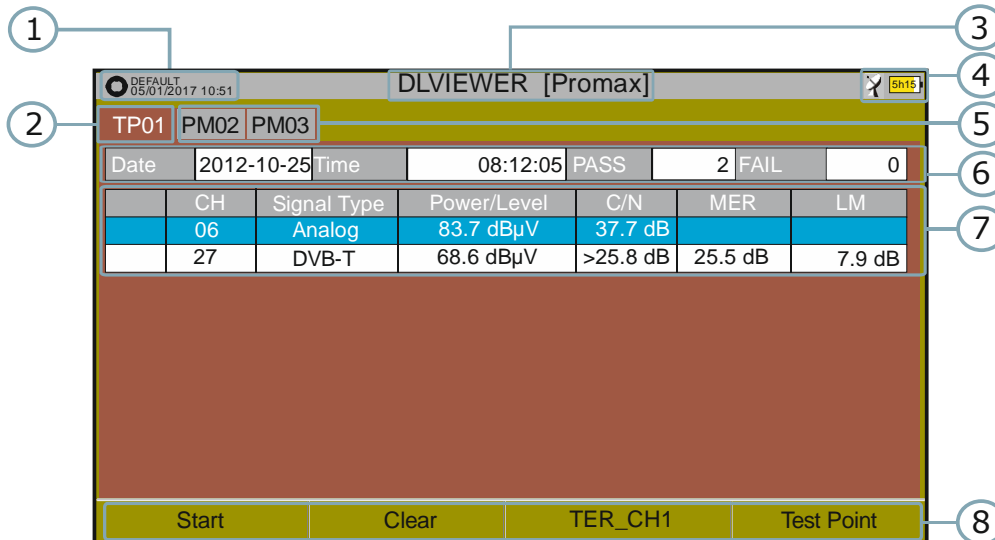 1
3
DEFAULT
05/01/2017 10:51
DLVIEWER [Promax]
5h15
4
2
TP01 PM02 PM03
5
Date 2012-10-25 Time 08:12:05 PASS 2 FAIL 0
6
CH Signal Type Power/Level C/N MER LM
06 Analog 83.7 dBµV 37.7 dB
7
27 DVB-T 68.6 dBµV >25.8 dB 25.5 dB 7.9 dB
Start Clear TER_CH1 Test Point
8